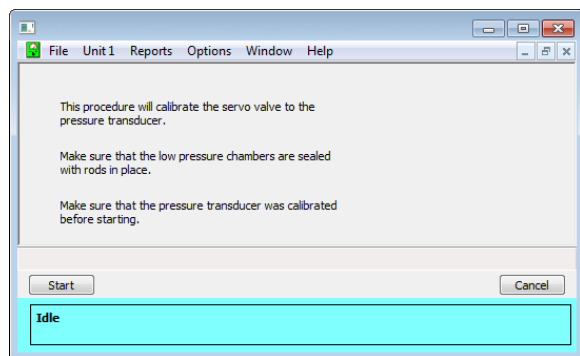 File Unit 1 Reports Options Window Help
This procedure will calibrate the servo valve to the
pressure transducer.
Make sure that the low pressure chambers are sealed
with rods in place.
Make sure that the pressure transducer was calibrated
before starting.
Start Cancel
Idle